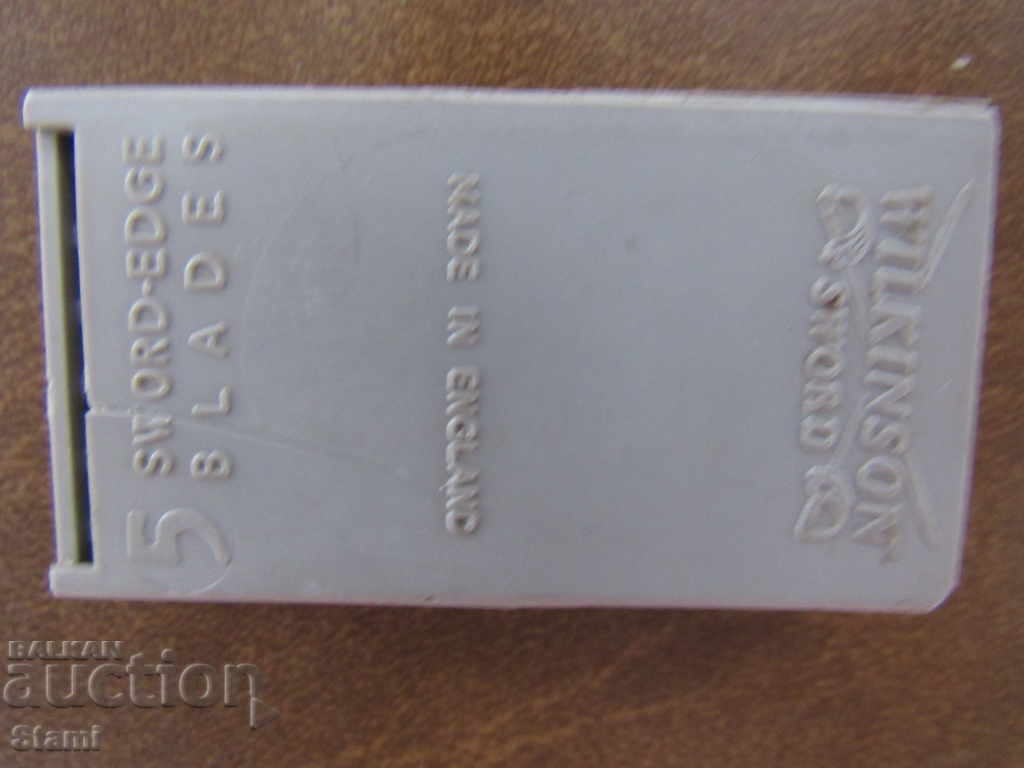 WILKINSON
SWORD
MADE IN ENGLAND
5 SWORD-EDGE
BLADES
BALKAN
auction
Stami